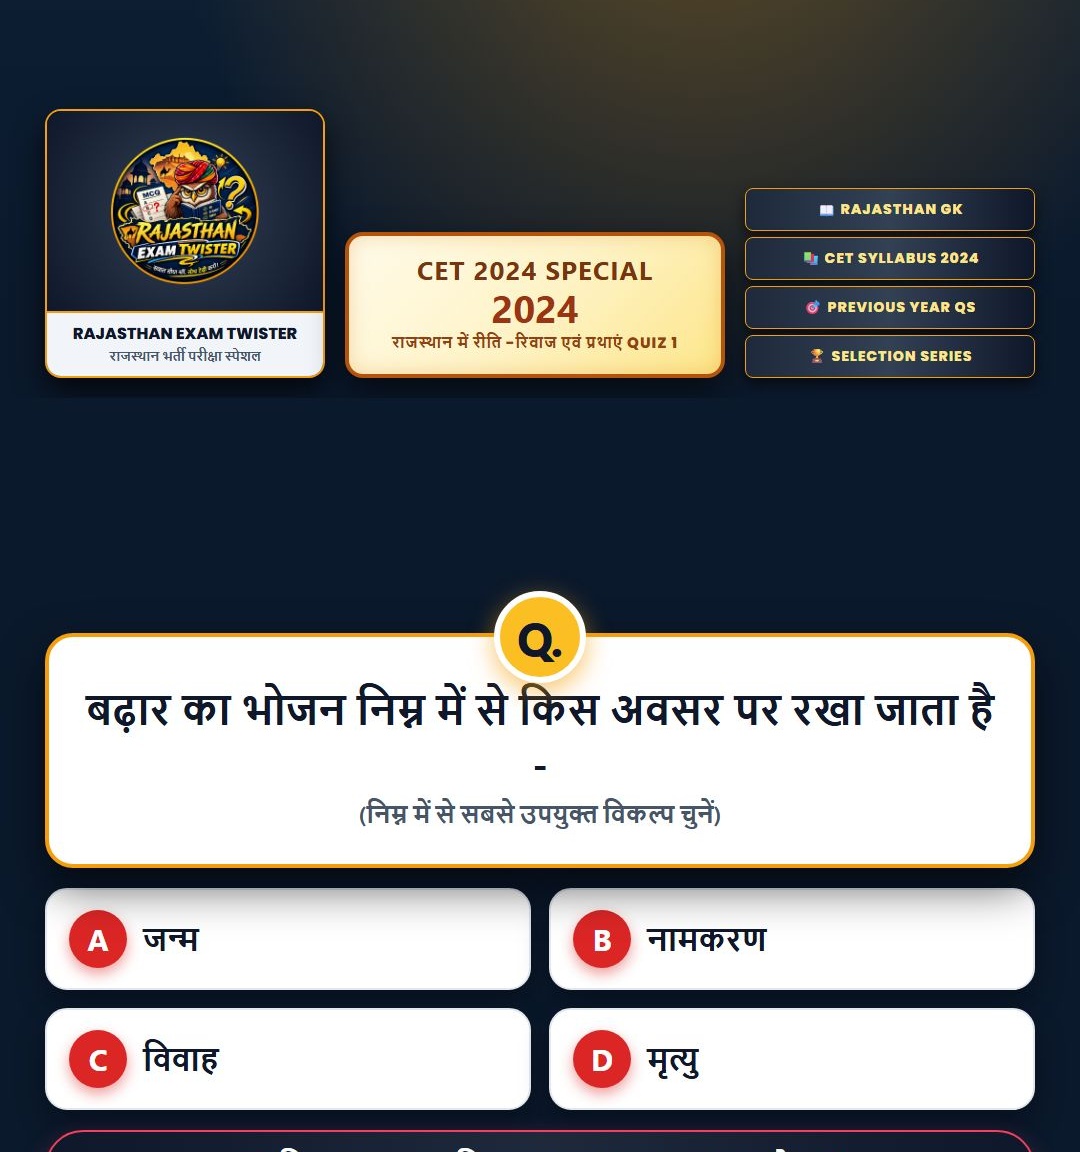 MCQ
RAJASTHAN
EXAM TWISTER
RAJASTHAN EXAM TWISTER
राजस्थान भर्ती परीक्षा स्पेशल
CET 2024 SPECIAL
2024
राजस्थान में रीति -रिवाज एवं प्रथाएं QUIZ 1
RAJASTHAN GK
CET SYLLABUS 2024
PREVIOUS YEAR QS
SELECTION SERIES
Q.
बढ़ार का भोजन निम्न में से किस अवसर पर रखा जाता है
-
(निम्न में से सबसे उपयुक्त विकल्प चुनें)
A जन्म
B नामकरण
C विवाह
D मृत्यु